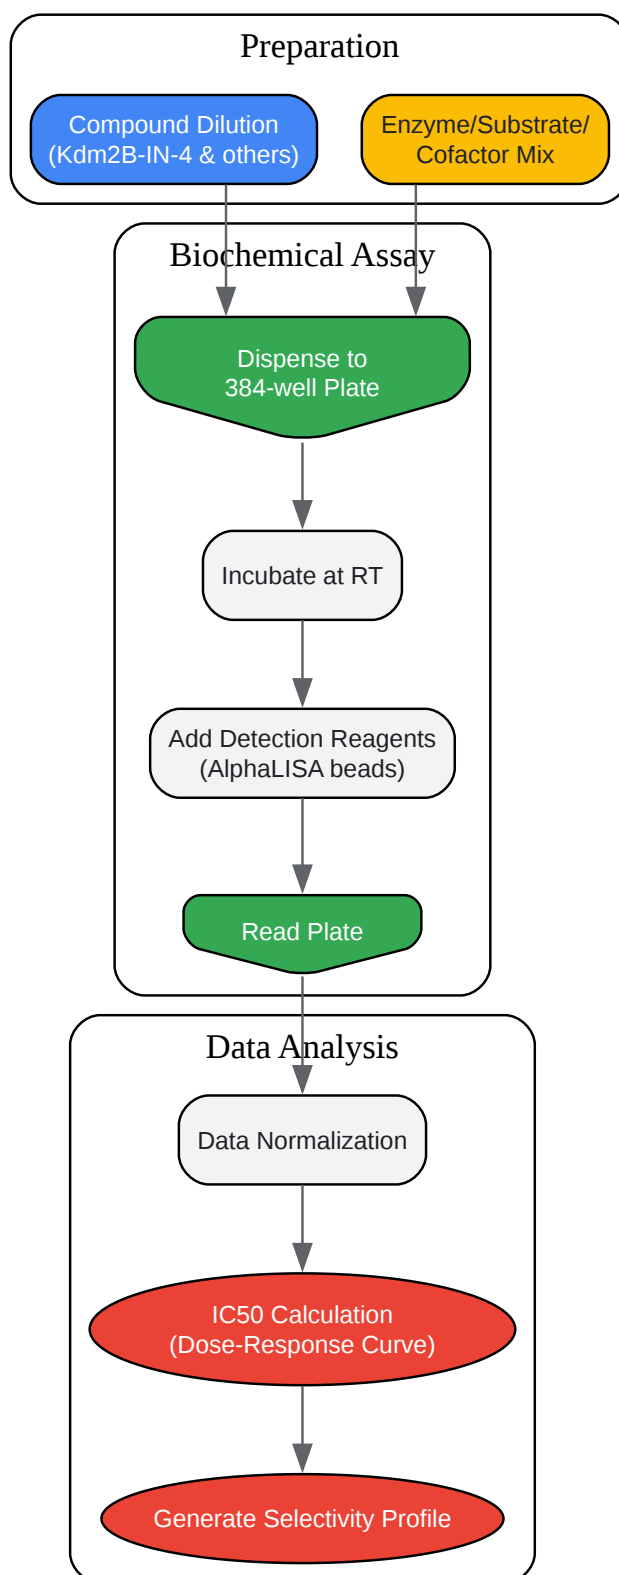 Preparation
Compound Dilution
(Kdm2B-IN-4 & others)
Enzyme/Substrate/
Cofactor Mix
Biochemical Assay
Dispense to
384-well Plate
Incubate at RT
Add Detection Reagents
(AlphaLISA beads)
Read Plate
Data Analysis
Data Normalization
IC50 Calculation
(Dose-Response Curve)
Generate Selectivity Profile